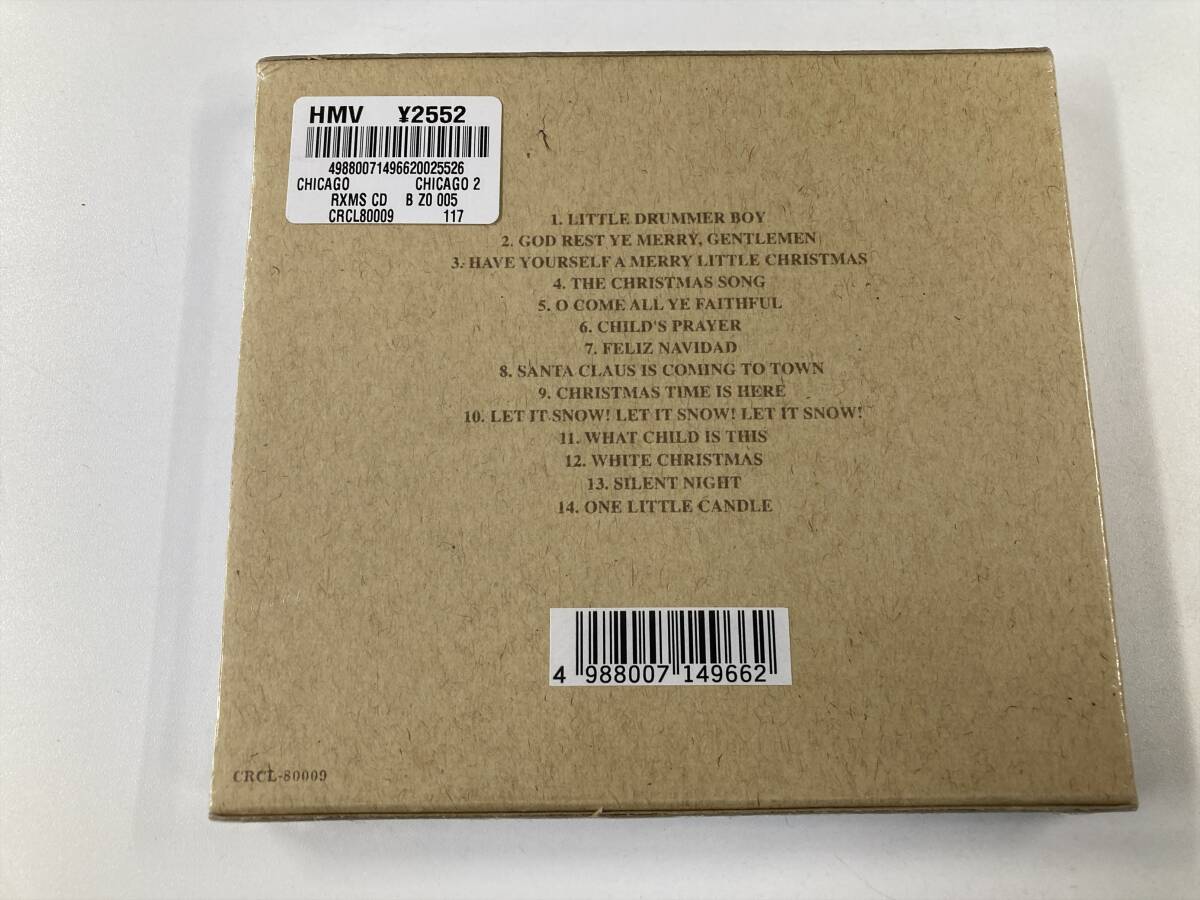 HMV ¥2552
49880071496620025526
CHICAGO CHICAGO 2
RXMS CD B Z0 005
CRCL80009 117
1. LITTLE DRUMMER BOY
2. GOD REST YE MERRY, GENTLEMEN
3. HAVE YOURSELF A MERRY LITTLE CHRISTMAS
4. THE CHRISTMAS SONG
5. O COME ALL YE FAITHFUL
6. CHILD'S PRAYER
7. FELIZ NAVIDAD
8. SANTA CLAUS IS COMING TO TOWN
9. CHRISTMAS TIME IS HERE
10. LET IT SNOW! LET IT SNOW! LET IT SNOW!
11. WHAT CHILD IS THIS
12. WHITE CHRISTMAS
13. SILENT NIGHT
14. ONE LITTLE CANDLE
4 988007 149662
CRCL-80009